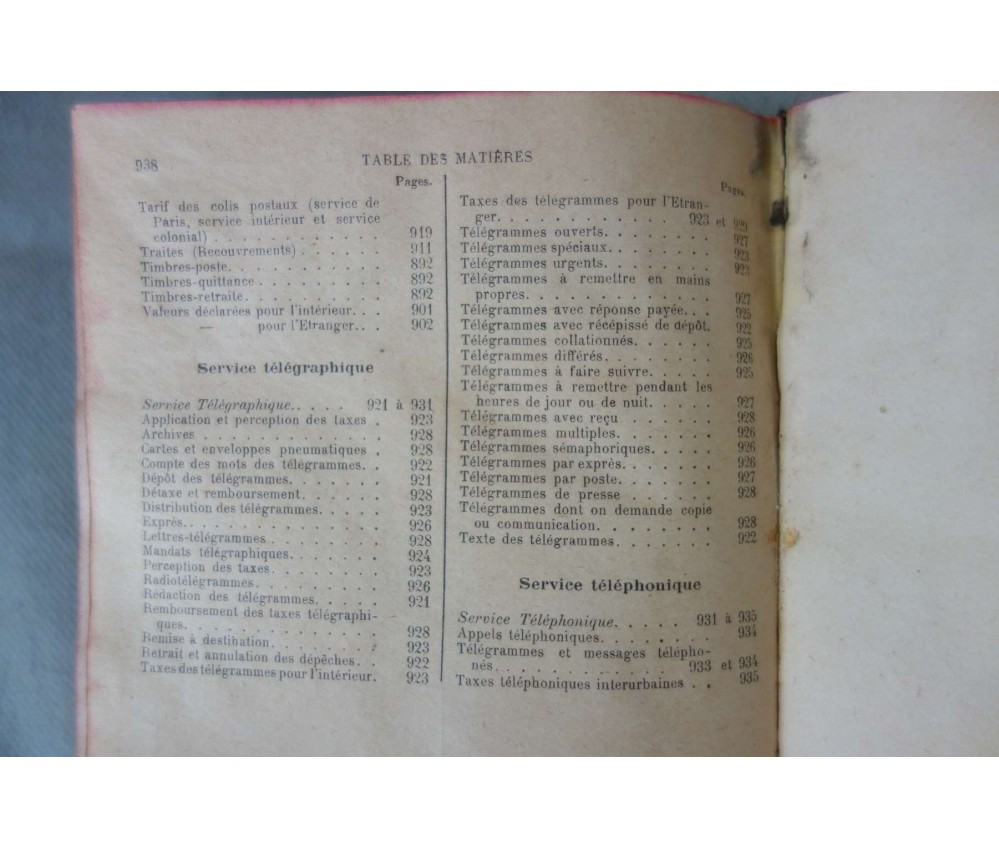 938
TABLE DES MATIÈRES
Pages.
Tarif des colis postaux (service de
Paris, service intérieur et service
colonial) . . . . . . . . . . . 919
Traites (Recouvrements) . . . . . . 911
Timbres-poste. . . . . . . . . . . 892
Timbres-quittance . . . . . . . . . 892
Timbres-retraite. . . . . . . . . . 892
Valeurs déclarées pour l'intérieur. . . 901
— pour l'Etranger. . . 902
Service télégraphique
Service Télégraphique. . . . . 921 à 931
Application et perception des taxes . 923
Archives . . . . . . . . . . . . 928
Cartes et enveloppes pneumatiques . 928
Compte des mots des télégrammes. . . 922
Dépôt des télégrammes. . . . . . . 921
Détaxe et remboursement. . . . . . 928
Distribution des télégrammes. . . . . 923
Exprès. . . . . . . . . . . . . 926
Lettres-télégrammes . . . . . . . . 928
Mandats télégraphiques. . . . . . . 924
Perception des taxes. . . . . . . . 923
Radiotélégrammes. . . . . . . . . 926
Rédaction des télégrammes. . . . . 921
Remboursement des taxes télégraphi-
ques. . . . . . . . . . . . . 928
Remise à destination. . . . . . . . 923
Retrait et annulation des dépêches. . . 922
Taxes des télégrammes pour l'intérieur. 923
Pages.
Taxes des télégrammes pour l'Etran-
ger. . . . . . . . . . . . . 923 et 929
Télégrammes ouverts. . . . . . . . 927
Télégrammes spéciaux. . . . . . . . 923
Télégrammes urgents. . . . . . . . 923
Télégrammes à remettre en mains
propres. . . . . . . . . . . . . 927
Télégrammes avec réponse payée. . . 925
Télégrammes avec récépissé de dépôt. 922
Télégrammes collationnés. . . . . . 925
Télégrammes différés. . . . . . . . 926
Télégrammes à faire suivre. . . . . 925
Télégrammes à remettre pendant les
heures de jour ou de nuit. . . . . 927
Télégrammes avec reçu . . . . . . . 928
Télégrammes multiples. . . . . . . 926
Télégrammes sémaphoriques. . . . . 926
Télégrammes par exprès. . . . . . . 926
Télégrammes par poste. . . . . . . 927
Télégrammes de presse . . . . . . . 928
Télégrammes dont on demande copie
ou communication. . . . . . . . . 928
Texte des télégrammes. . . . . . . 922
Service téléphonique
Service Téléphonique. . . . . 931 à 935
Appels téléphoniques. . . . . . . . 934
Télégrammes et messages télépho-
nés. . . . . . . . . . . . 933 et 934
Taxes téléphoniques interurbaines . . 935